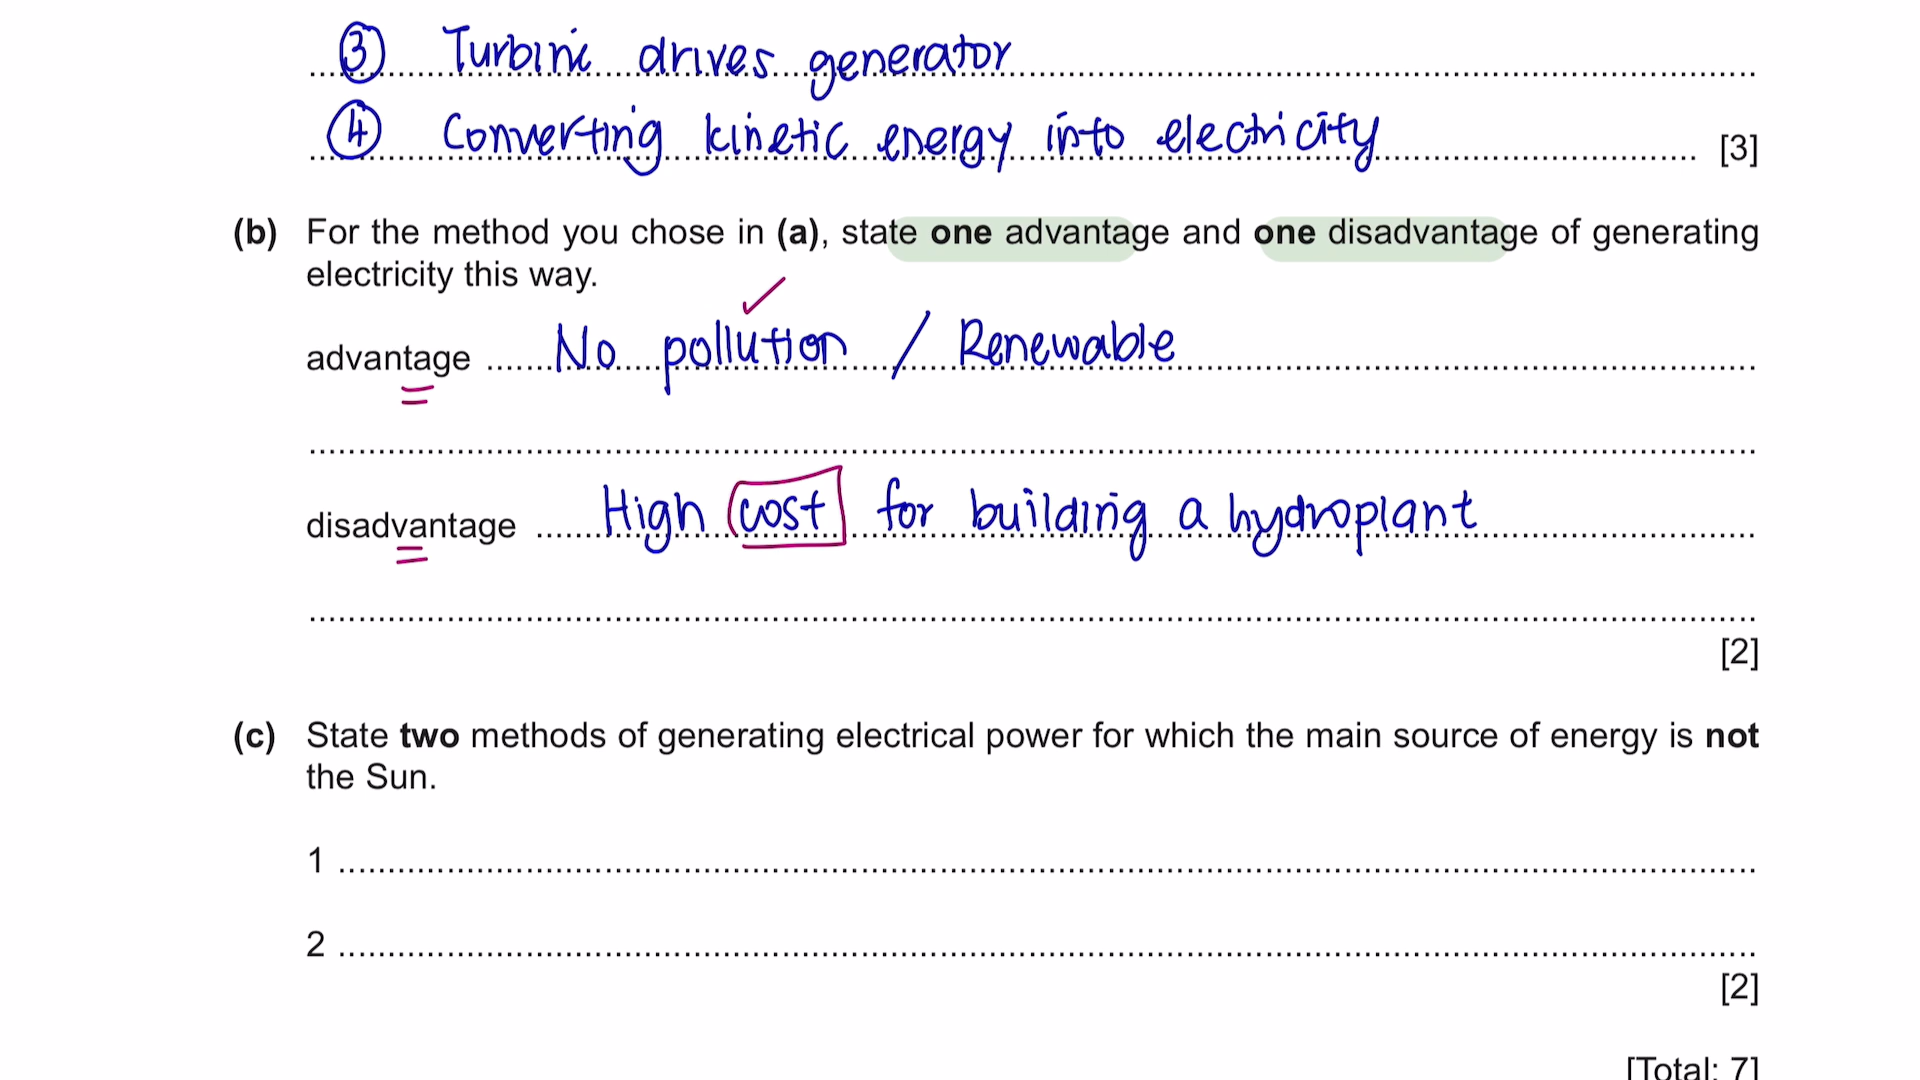 ③ Turbine drives generator
④ Converting kinetic energy into electricity [3]
(b) For the method you chose in (a), state one advantage and one disadvantage of generating
electricity this way.
advantage ...... No pollution / Renewable
disadvantage ...... High cost for building a hydroplant
[2]
(c) State two methods of generating electrical power for which the main source of energy is not
the Sun.
1
2
[2]
[Total: 7]